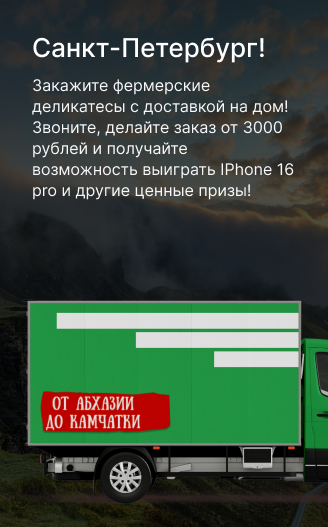 Санкт-Петербург!
Закажите фермерские
деликатесы с доставкой на дом!
Звоните, делайте заказ от 3000
рублей и получайте
возможность выиграть IPhone 16
pro и другие ценные призы!
ОТ АБХАЗИИ
ДО КАМЧАТКИ